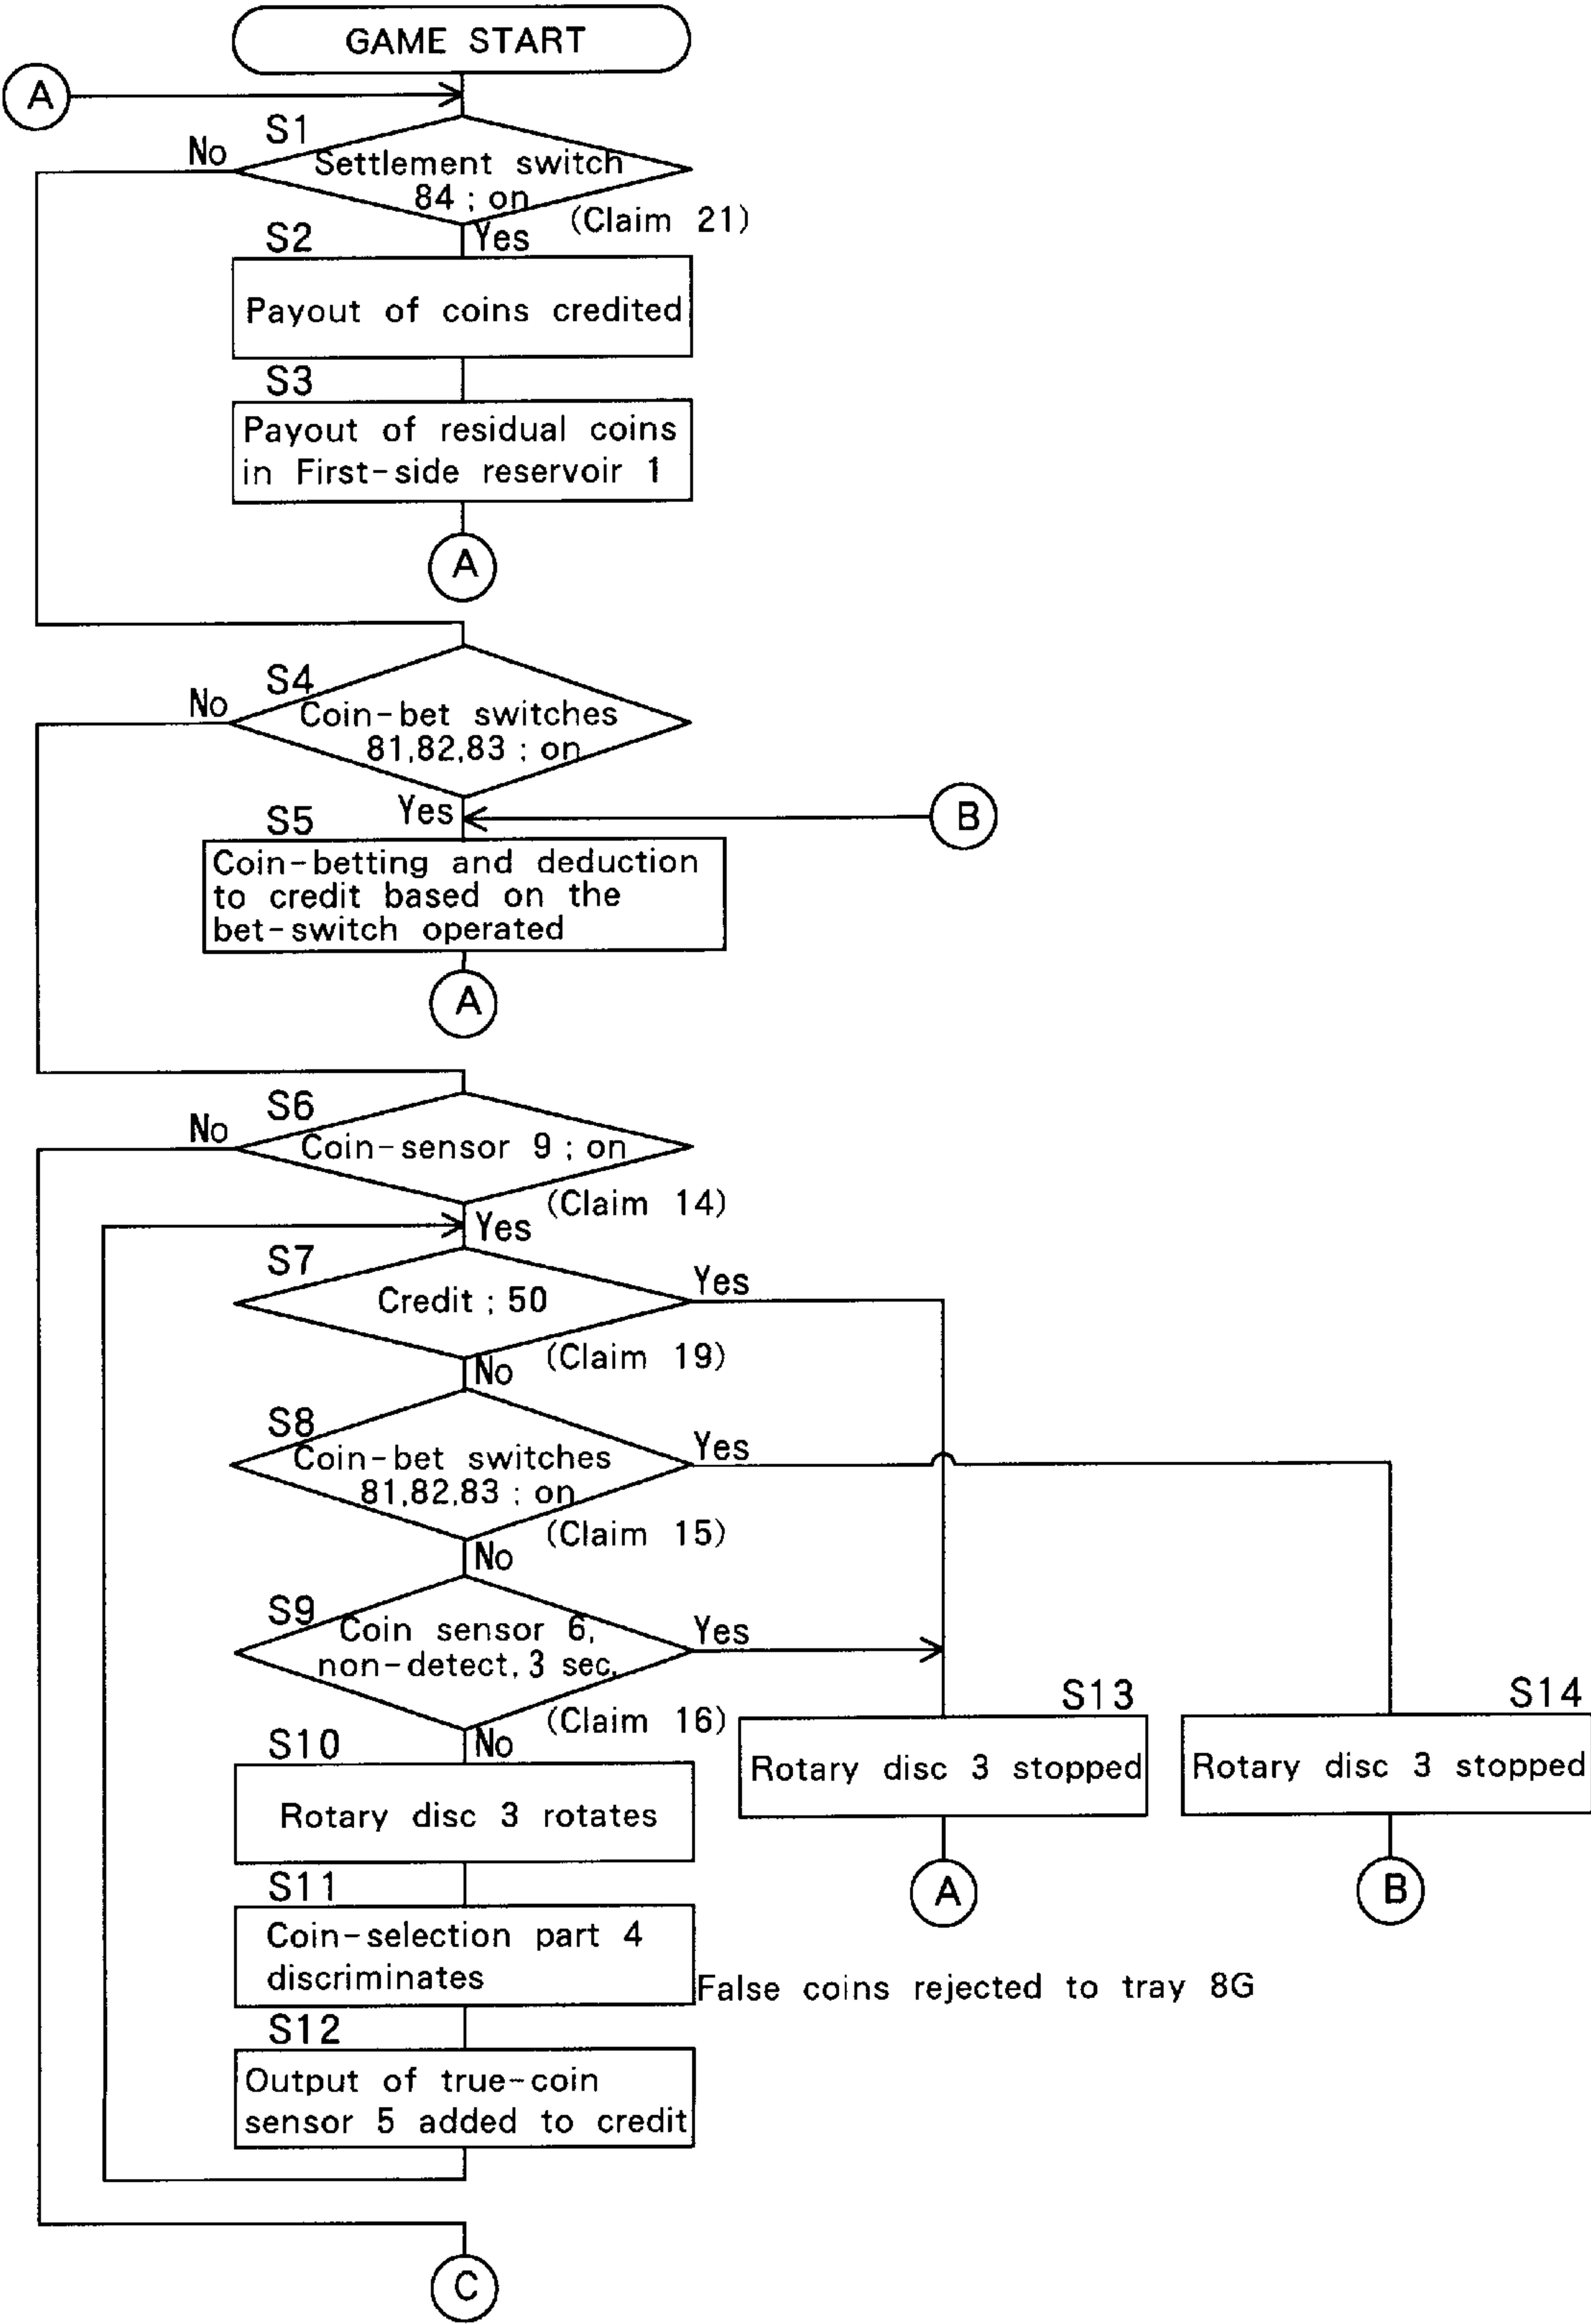 GAME START
A
S1
No
Settlement switch
84 ; on
(Claim 21)
Yes
S2
Payout of coins credited
S3
Payout of residual coins
in First-side reservoir 1
A
S4
No
Coin-bet switches
81,82,83 ; on
Yes
B
S5
Coin-betting and deduction
to credit based on the
bet-switch operated
A
S6
No
Coin-sensor 9 ; on
(Claim 14)
Yes
S7
Credit ; 50
Yes
(Claim 19)
No
S8
Coin-bet switches
81,82,83 ; on
Yes
(Claim 15)
No
S9
Coin sensor 6,
non-detect, 3 sec.
Yes
(Claim 16)
No
S10
Rotary disc 3 rotates
S13
Rotary disc 3 stopped
S14
Rotary disc 3 stopped
A
B
S11
Coin-selection part 4
discriminates
False coins rejected to tray 8G
S12
Output of true-coin
sensor 5 added to credit
C